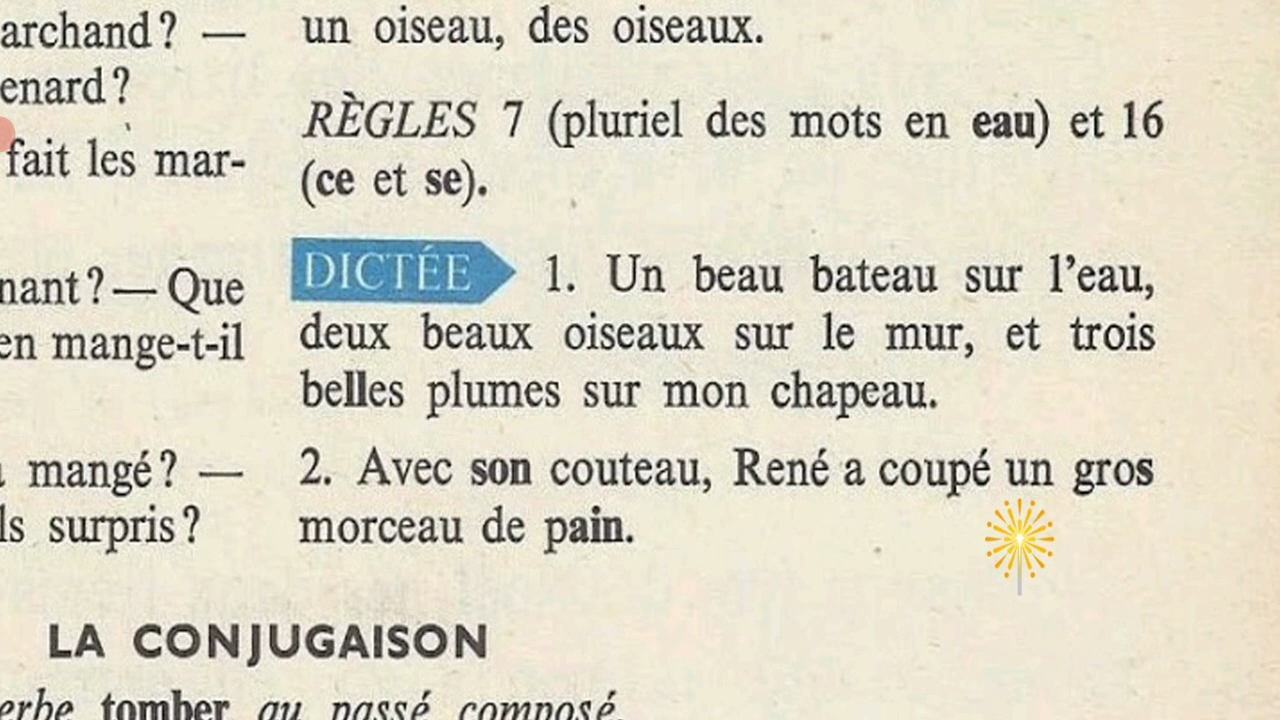 archand? —
enard?
fait les mar-
nant? — Que
en mange-t-il
mangé? —
ls surpris?
un oiseau, des oiseaux.
RÈGLES 7 (pluriel des mots en eau) et 16
(ce et se).
DICTÉE 1. Un beau bateau sur l'eau,
deux beaux oiseaux sur le mur, et trois
belles plumes sur mon chapeau.
2. Avec son couteau, René a coupé un gros
morceau de pain.
LA CONJUGAISON
erbe tomber au passé composé.